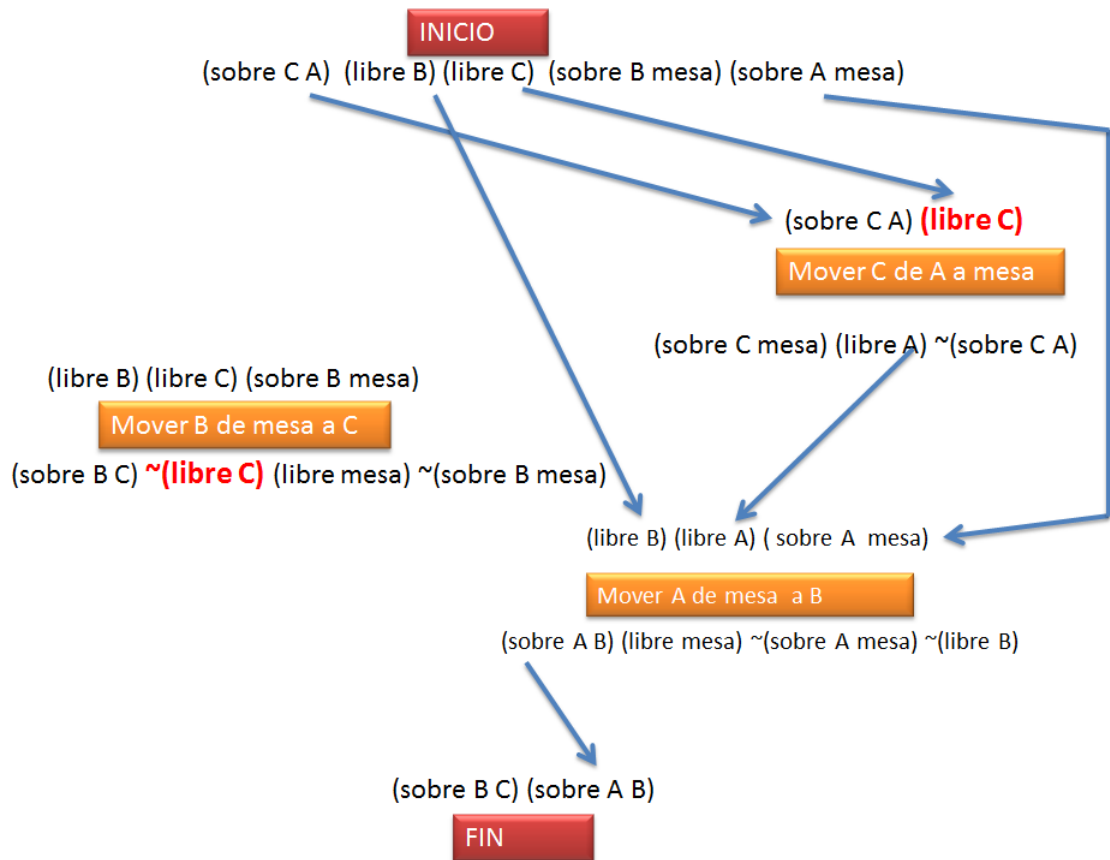 INICIO
(sobre C A) (libre B) (libre C) (sobre B mesa) (sobre A mesa)
(sobre C A) (libre C)
Mover C de A a mesa
(sobre C mesa) (libre A) ~(sobre C A)
(libre B) (libre C) (sobre B mesa)
Mover B de mesa a C
(sobre B C) ~(libre C) (libre mesa) ~(sobre B mesa)
(libre B) (libre A) ( sobre A mesa)
Mover A de mesa a B
(sobre A B) (libre mesa) ~(sobre A mesa) ~(libre B)
(sobre B C) (sobre A B)
FIN